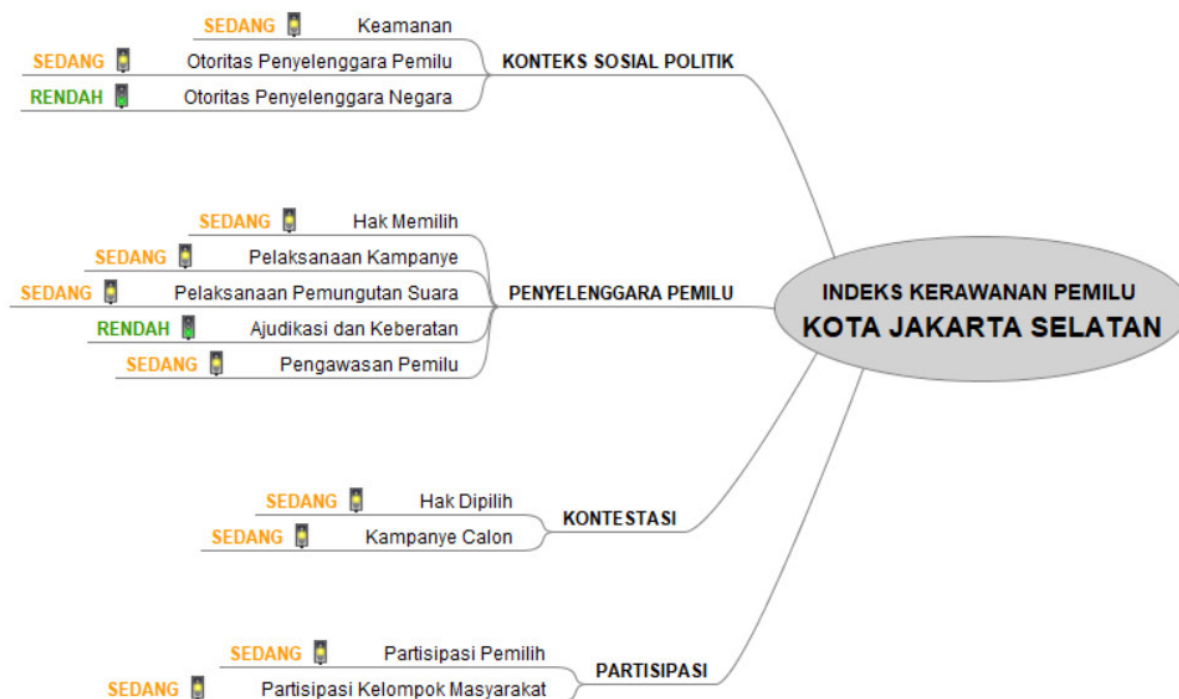 SEDANG Keamanan
SEDANG Otoritas Penyelenggara Pemilu
RENDAH Otoritas Penyelenggara Negara
KONTEKS SOSIAL POLITIK
SEDANG Hak Memilih
SEDANG Pelaksanaan Kampanye
SEDANG Pelaksanaan Pemungutan Suara
RENDAH Ajudikasi dan Keberatan
SEDANG Pengawasan Pemilu
PENYELENGGARA PEMILU
INDEKS KERAWANAN PEMILU
KOTA JAKARTA SELATAN
SEDANG Hak Dipilih
SEDANG Kampanye Calon
KONTESTASI
SEDANG Partisipasi Pemilih
SEDANG Partisipasi Kelompok Masyarakat
PARTISIPASI